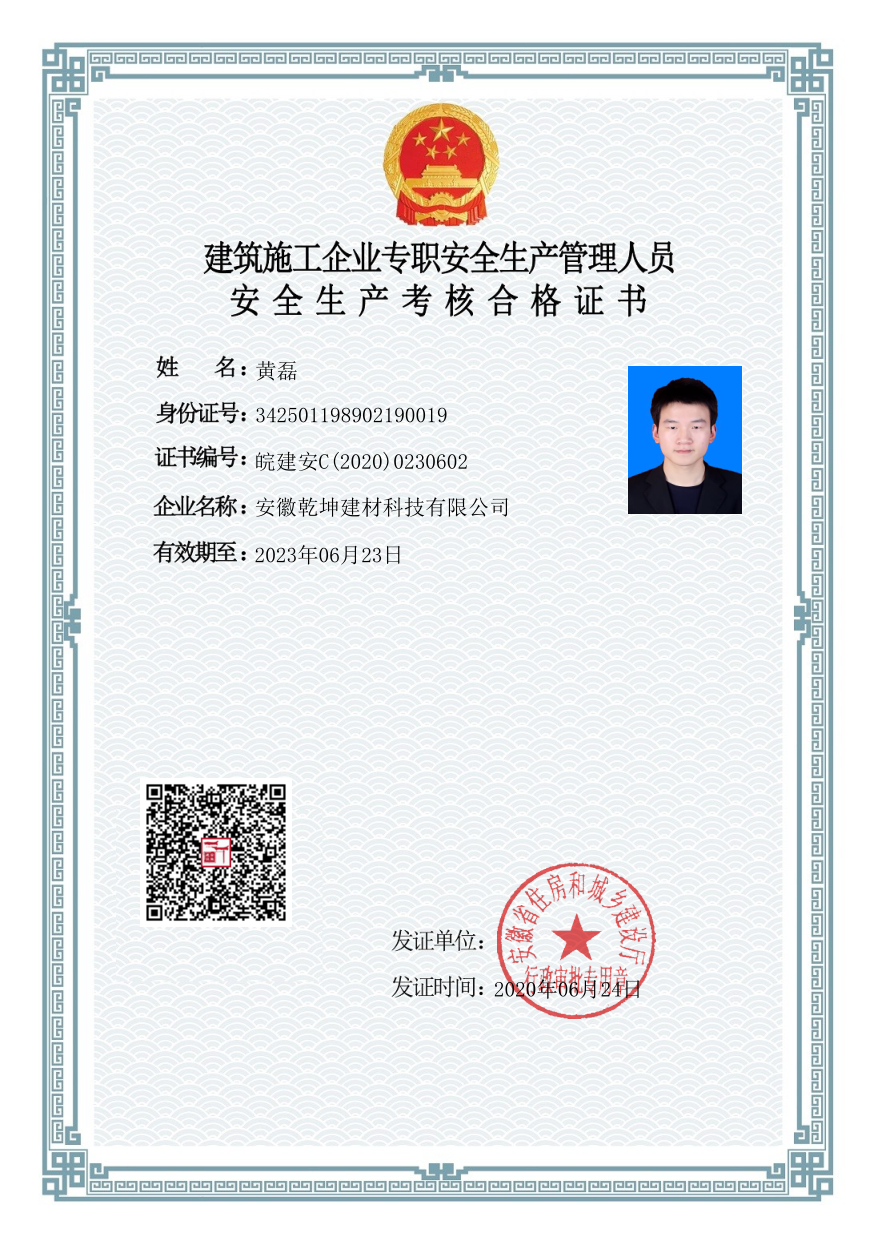 建筑施工企业专职安全生产管理人员
安全生产考核合格证书
姓 名：黄磊
身份证号：342501198902190019
证书编号：皖建安C(2020)0230602
企业名称：安徽乾坤建材科技有限公司
有效期至：2023年06月23日
安徽省住房和城乡建设厅
发证单位：
行政审批专用章
发证时间：2020年06月24日